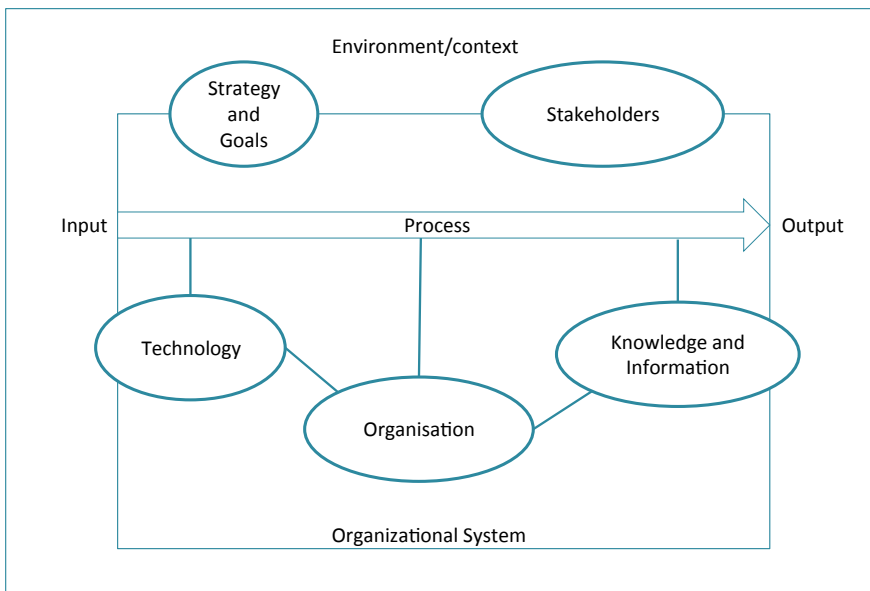 Environment/context
Strategy
and
Goals
Stakeholders
Input
Process
Output
Technology
Knowledge and
Information
Organisation
Organizational System